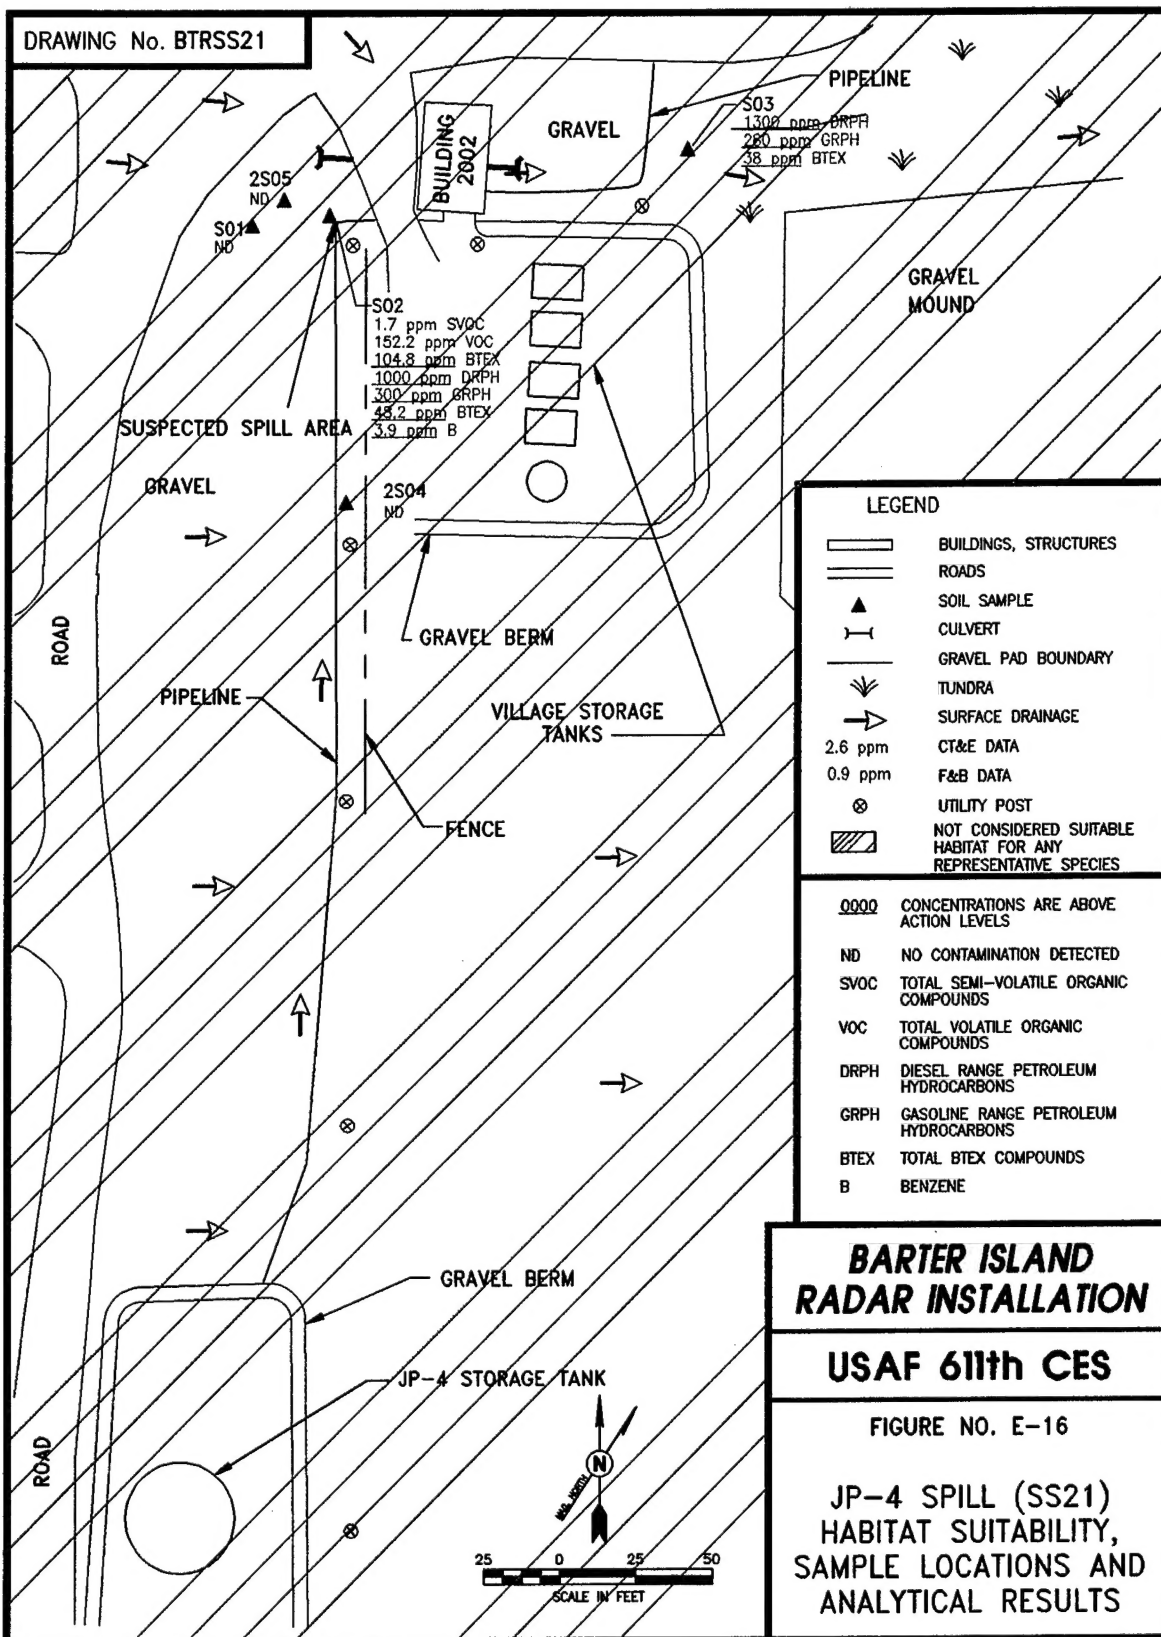 DRAWING No. BTRSS21
PIPELINE
S03
1300 ppm DRPH
280 ppm GRPH
38 ppm BTEX
GRAVEL
BUILDING
2002
2S05
ND
S01
ND
GRAVEL
MOUND
S02
1.7 ppm SVOC
152.2 ppm VOC
104.8 ppm BTEX
1000 ppm DRPH
300 ppm GRPH
48.2 ppm BTEX
3.9 ppm B
SUSPECTED SPILL AREA
GRAVEL
2S04
ND
ROAD
GRAVEL BERM
PIPELINE
VILLAGE STORAGE
TANKS
FENCE
LEGEND
BUILDINGS, STRUCTURES
ROADS
SOIL SAMPLE
CULVERT
GRAVEL PAD BOUNDARY
TUNDRA
SURFACE DRAINAGE
2.6 ppm CT&E DATA
0.9 ppm F&B DATA
UTILITY POST
NOT CONSIDERED SUITABLE
HABITAT FOR ANY
REPRESENTATIVE SPECIES
0000 CONCENTRATIONS ARE ABOVE
ACTION LEVELS
ND NO CONTAMINATION DETECTED
SVOC TOTAL SEMI-VOLATILE ORGANIC
COMPOUNDS
VOC TOTAL VOLATILE ORGANIC
COMPOUNDS
DRPH DIESEL RANGE PETROLEUM
HYDROCARBONS
GRPH GASOLINE RANGE PETROLEUM
HYDROCARBONS
BTEX TOTAL BTEX COMPOUNDS
B BENZENE
GRAVEL BERM
JP-4 STORAGE TANK
ROAD
N
MAG. NORTH
25 0 25 50
SCALE IN FEET
BARTER ISLAND
RADAR INSTALLATION
USAF 611th CES
FIGURE NO. E-16
JP-4 SPILL (SS21)
HABITAT SUITABILITY,
SAMPLE LOCATIONS AND
ANALYTICAL RESULTS